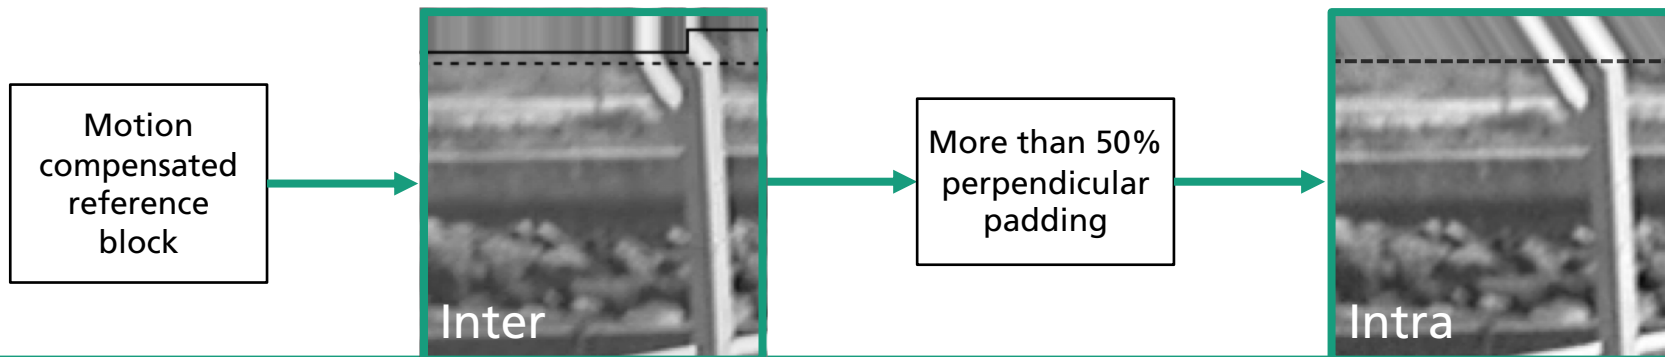 Motion
compensated
reference
block
Inter
More than 50%
perpendicular
padding
Intra